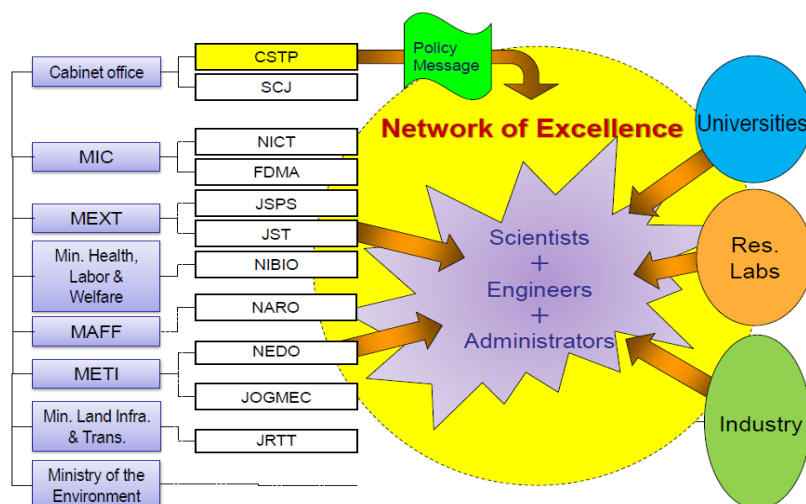 Cabinet office
MIC
MEXT
Min. Health,
Labor &
Welfare
MAFF
METI
Min. Land Infra.
& Trans.
Ministry of the
Environment
CSTP
SCJ
NICT
FDMA
JSPS
JST
NIBIO
NARO
NEDO
JOGMEC
JRTT
Policy
Message
Network of Excellence
Scientists
+
Engineers
+
Administrators
Universities
Res.
Labs
Industry